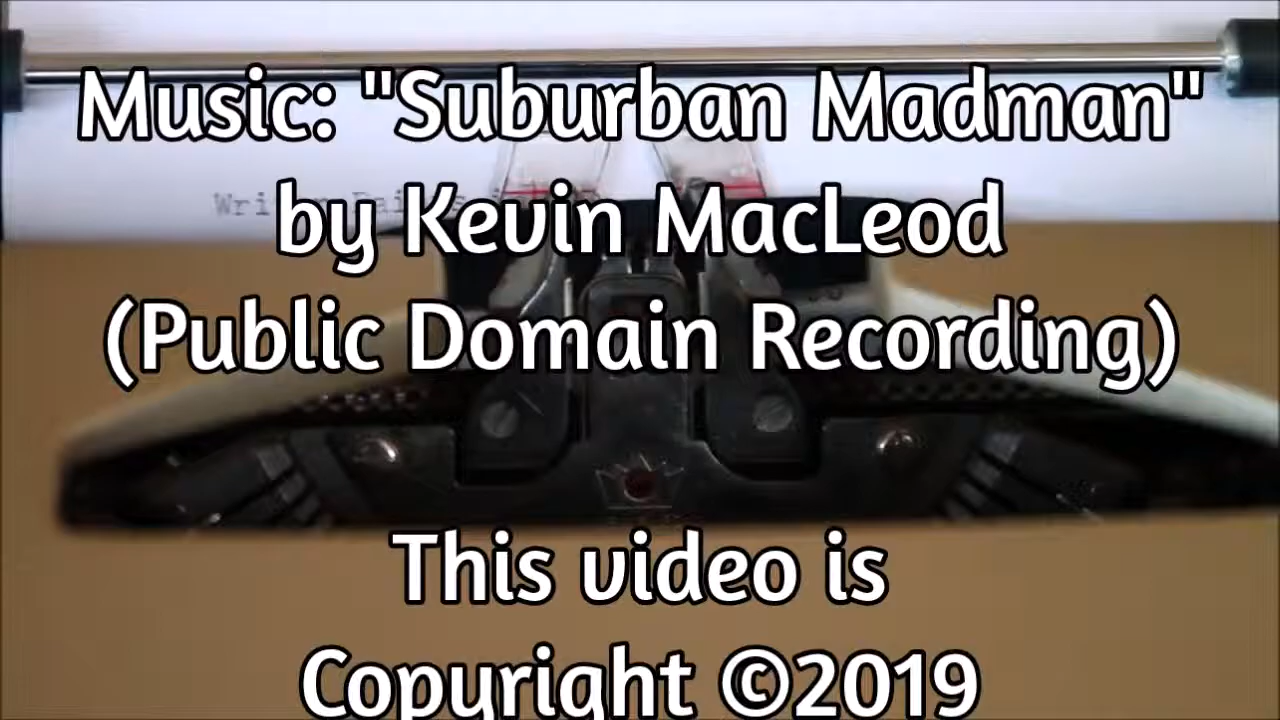 Music: "Suburban Madman"
by Kevin MacLeod
(Public Domain Recording)
This video is
Copyright ©2019